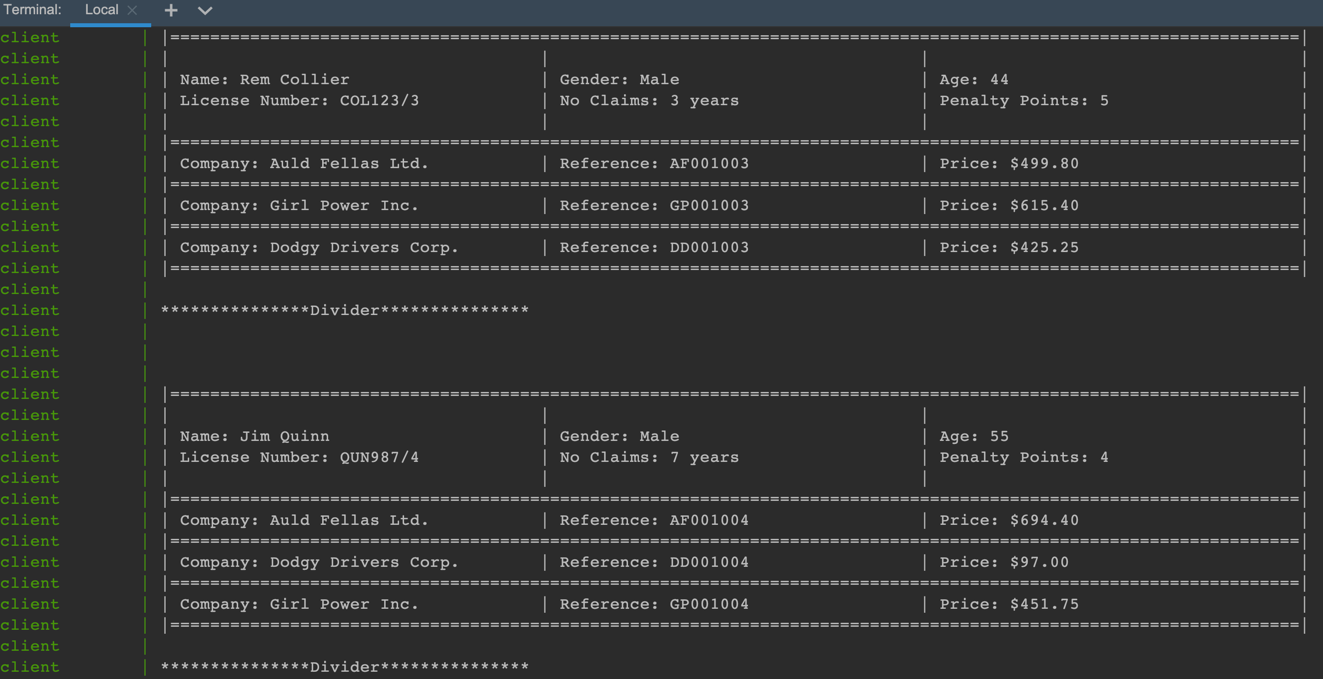 Terminal: Local × +
client | |=================================================================================================================|
client | | | | |
client | | Name: Rem Collier | Gender: Male | Age: 44 |
client | | License Number: COL123/3 | No Claims: 3 years | Penalty Points: 5 |
client | | | | |
client | |=================================================================================================================|
client | | Company: Auld Fellas Ltd. | Reference: AF001003 | Price: $499.80 |
client | |=================================================================================================================|
client | | Company: Girl Power Inc. | Reference: GP001003 | Price: $615.40 |
client | |=================================================================================================================|
client | | Company: Dodgy Drivers Corp. | Reference: DD001003 | Price: $425.25 |
client | |=================================================================================================================|
client |
client | ***************Divider***************
client |
client |
client |
client | |=================================================================================================================|
client | | | | |
client | | Name: Jim Quinn | Gender: Male | Age: 55 |
client | | License Number: QUN987/4 | No Claims: 7 years | Penalty Points: 4 |
client | | | | |
client | |=================================================================================================================|
client | | Company: Auld Fellas Ltd. | Reference: AF001004 | Price: $694.40 |
client | |=================================================================================================================|
client | | Company: Dodgy Drivers Corp. | Reference: DD001004 | Price: $97.00 |
client | |=================================================================================================================|
client | | Company: Girl Power Inc. | Reference: GP001004 | Price: $451.75 |
client | |=================================================================================================================|
client |
client | ***************Divider***************